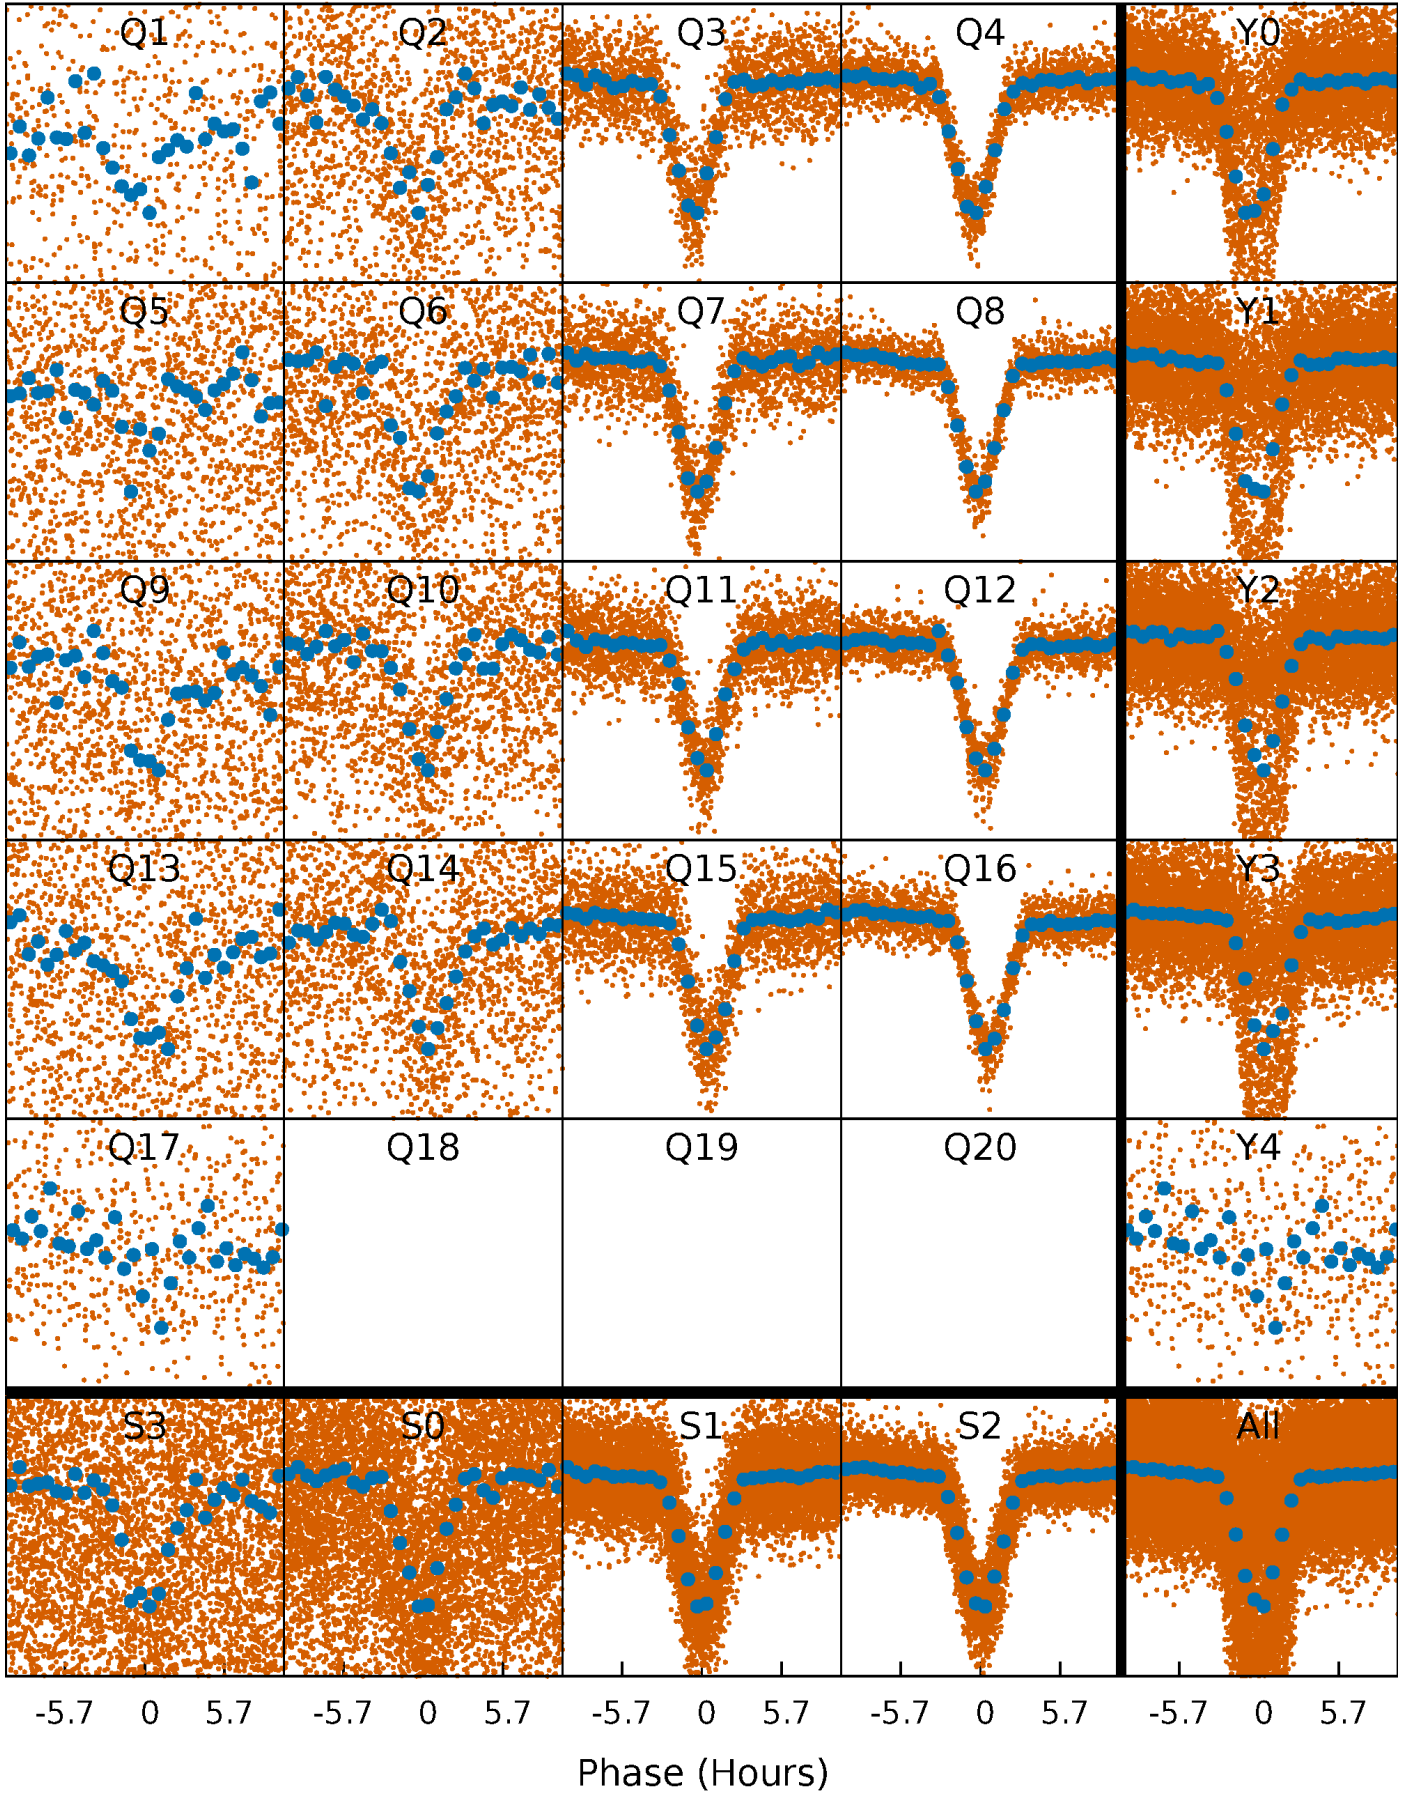 Q1 Q2 Q3 Q4 Y0
Q5 Q6 Q7 Q8 Y1
Q9 Q10 Q11 Q12 Y2
Q13 Q14 Q15 Q16 Y3
Q17 Q18 Q19 Q20 Y4
S3 S0 S1 S2 All
-5.7 0 5.7 -5.7 0 5.7 -5.7 0 5.7 -5.7 0 5.7 -5.7 0 5.7
Phase (Hours)